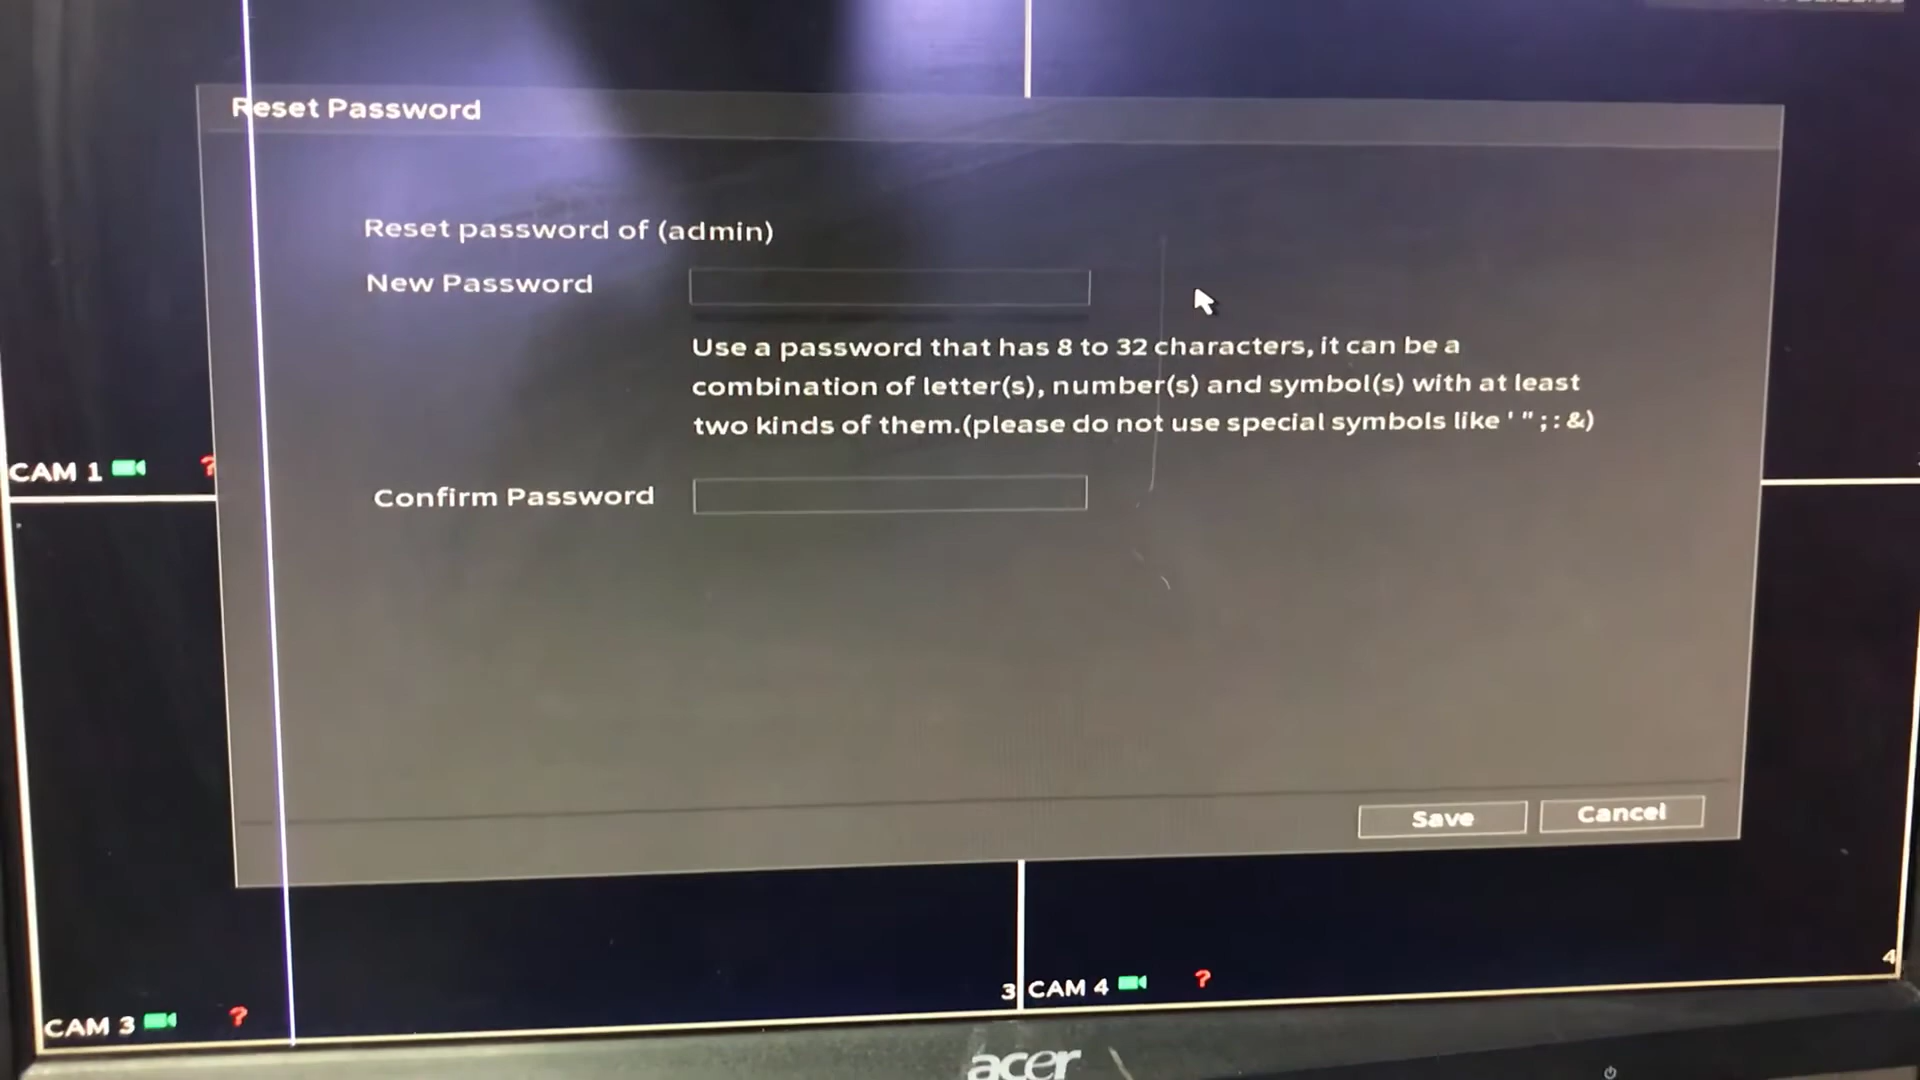 Reset Password
Reset password of (admin)
New Password
Use a password that has 8 to 32 characters, it can be a
combination of letter(s), number(s) and symbol(s) with at least
two kinds of them.(please do not use special symbols like ' " ; : &)
CAM 1 ?
Confirm Password
Save Cancel
4
3 CAM 4 ?
CAM 3 ?
acer